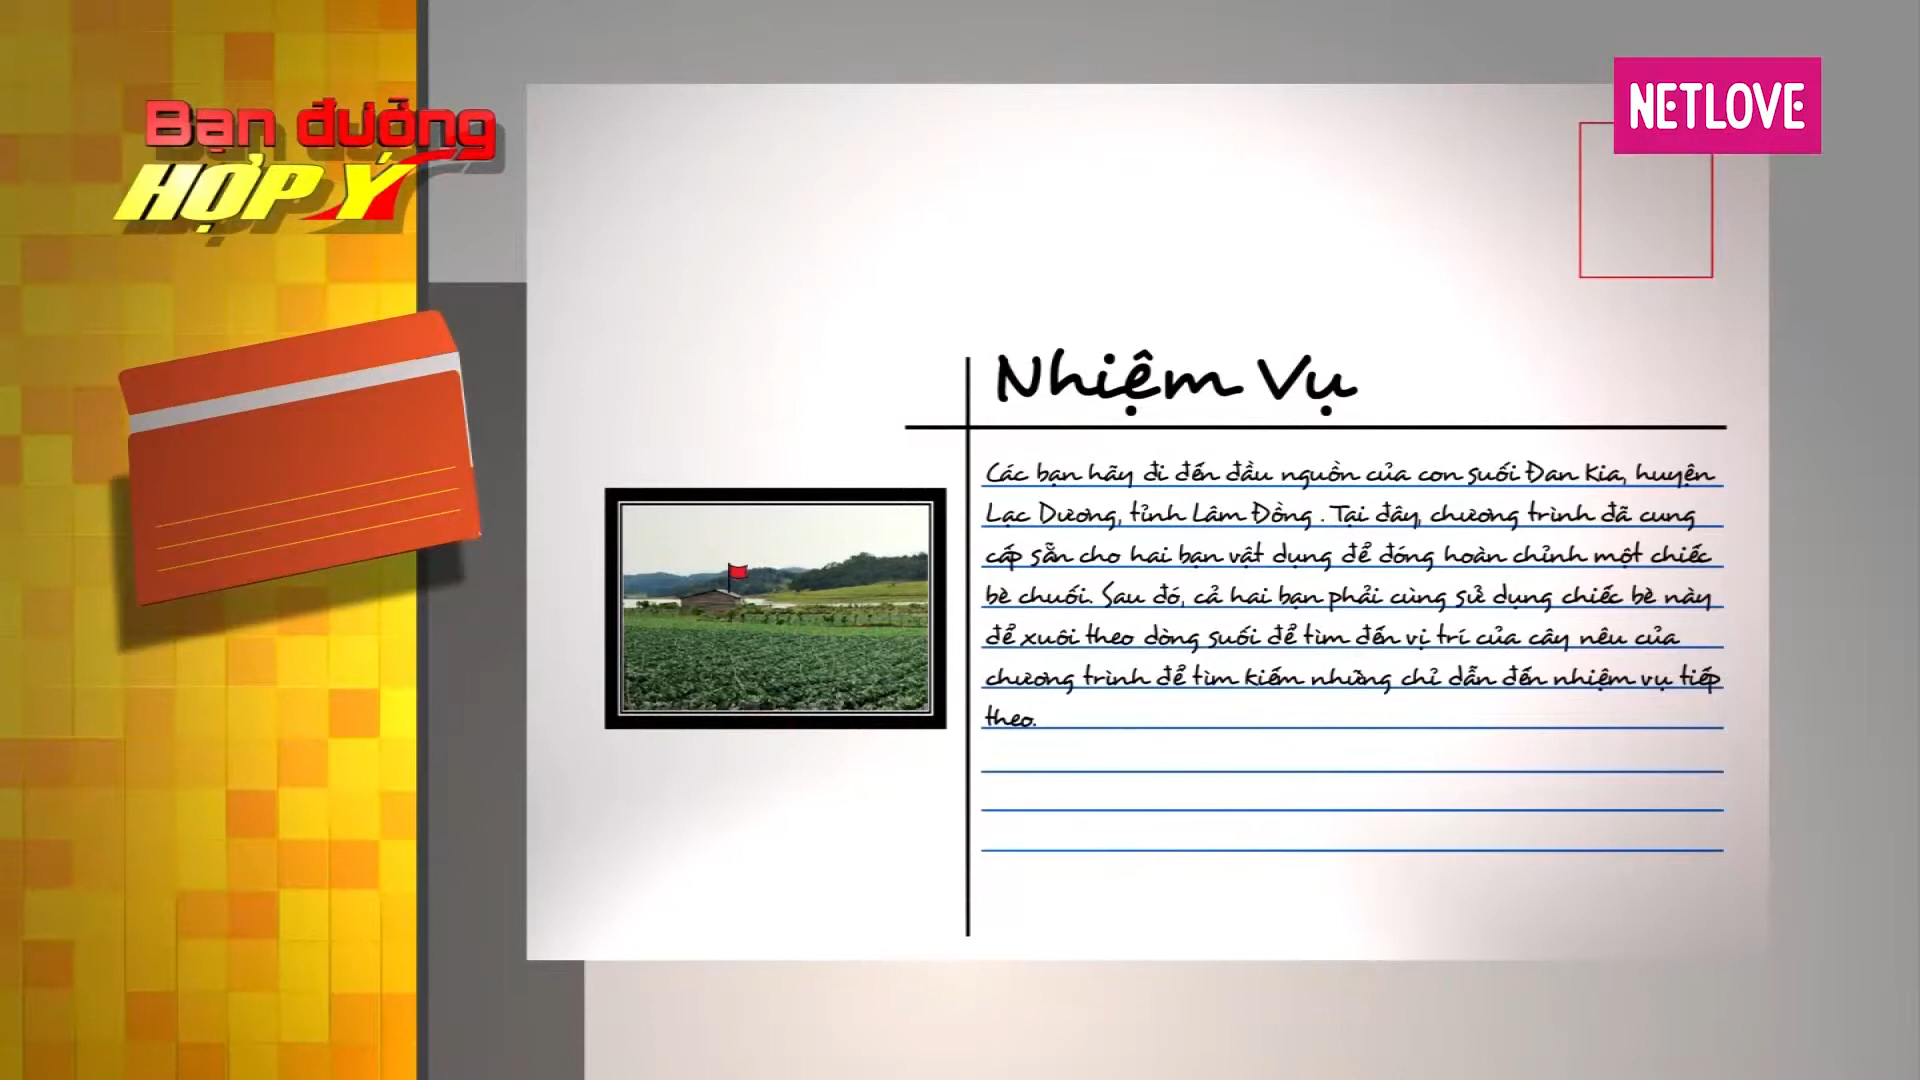 Bạn đường
HỢP Ý
NETLOVE
Nhiệm Vụ
Các bạn hãy đi đến đầu nguồn của con suối Đan Kia, huyện
Lạc Dương, tỉnh Lâm Đồng . Tại đây, chương trình đã cung
cấp sẵn cho hai bạn vật dụng để đóng hoàn chỉnh một chiếc
bè chuối. Sau đó, cả hai bạn phải cùng sử dụng chiếc bè này
để xuôi theo dòng suối để tìm đến vị trí của cây nêu của
chương trình để tìm kiếm những chỉ dẫn đến nhiệm vụ tiếp
theo.